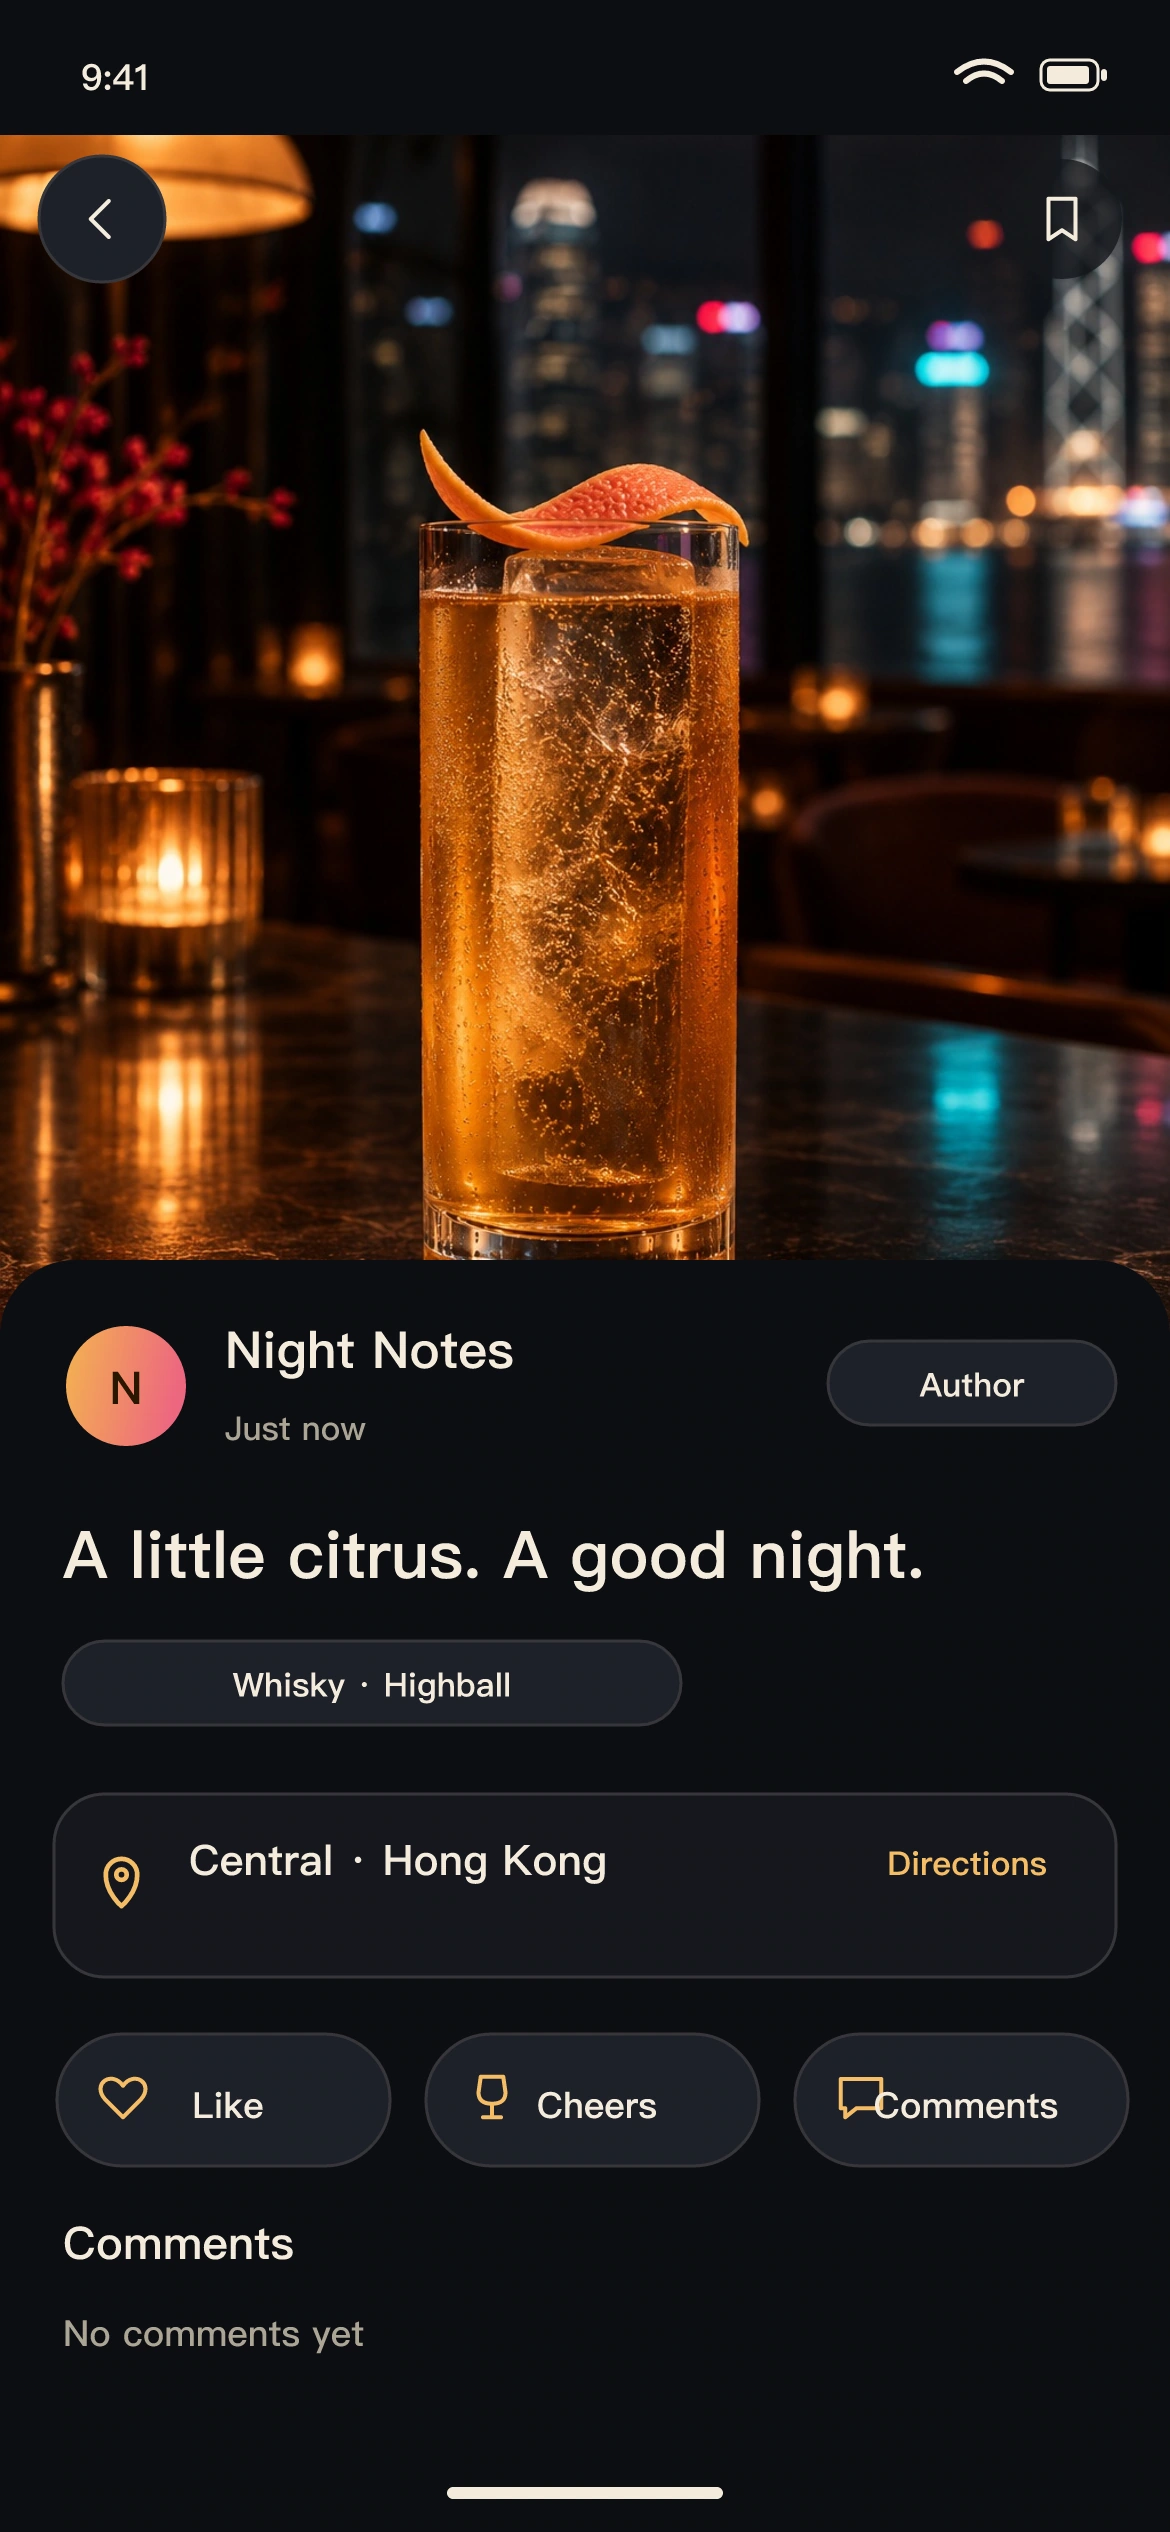 9:41
N
Night Notes
Just now
Author
A little citrus. A good night.
Whisky · Highball
Central · Hong Kong
Directions
Like
Cheers
Comments
Comments
No comments yet